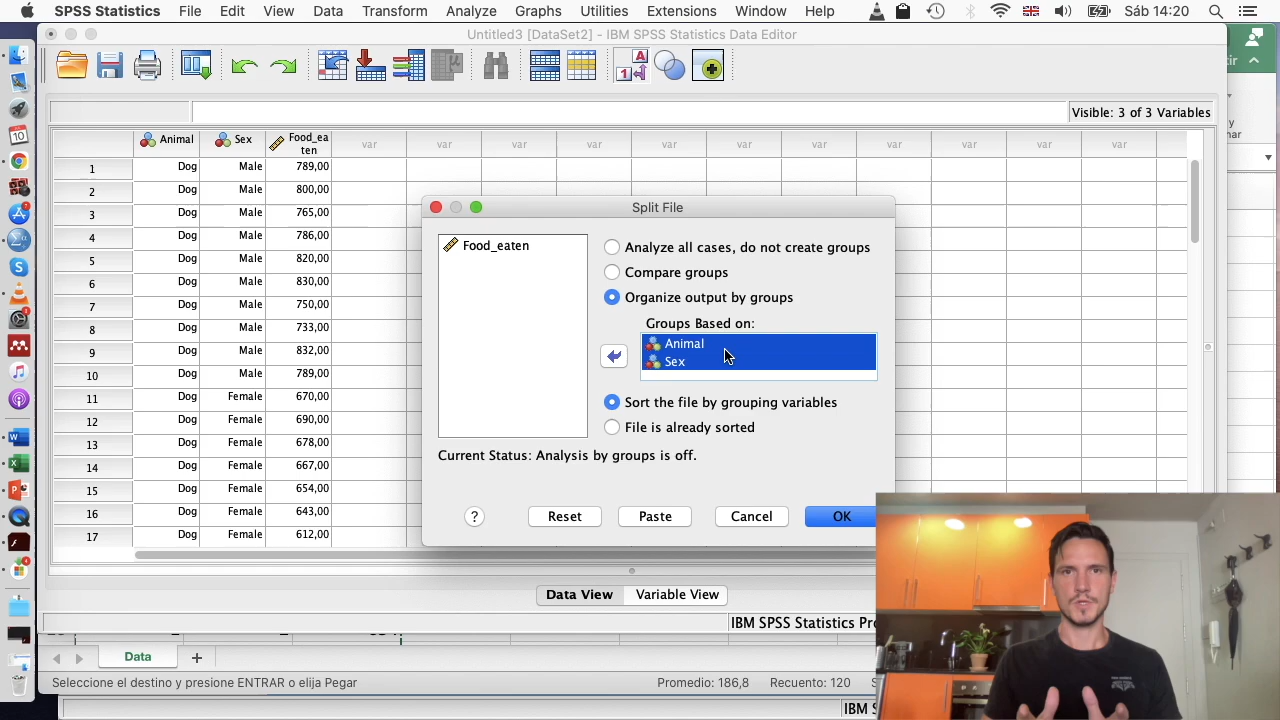 SPSS Statistics File Edit View Data Transform Analyze Graphs Utilities Extensions Window Help Sáb 14:20
Untitled3 [DataSet2] - IBM SPSS Statistics Data Editor
Visible: 3 of 3 Variables
Animal Sex Food_ea
ten var var var var var var var var var var var
1 Dog Male 789,00
2 Dog Male 800,00
3 Dog Male 765,00
4 Dog Male 786,00
5 Dog Male 820,00
6 Dog Male 830,00
7 Dog Male 750,00
8 Dog Male 733,00
9 Dog Male 832,00
10 Dog Male 789,00
11 Dog Female 670,00
12 Dog Female 690,00
13 Dog Female 678,00
14 Dog Female 667,00
15 Dog Female 654,00
16 Dog Female 643,00
17 Dog Female 612,00
Split File
Food_eaten
Analyze all cases, do not create groups
Compare groups
Organize output by groups
Groups Based on:
Animal
Sex
Sort the file by grouping variables
File is already sorted
Current Status: Analysis by groups is off.
? Reset Paste Cancel OK
Data View Variable View
IBM SPSS Statistics Pro
Data
Seleccione el destino y presione ENTRAR o elija Pegar
Promedio: 186,8 Recuento: 120 S
IBM S